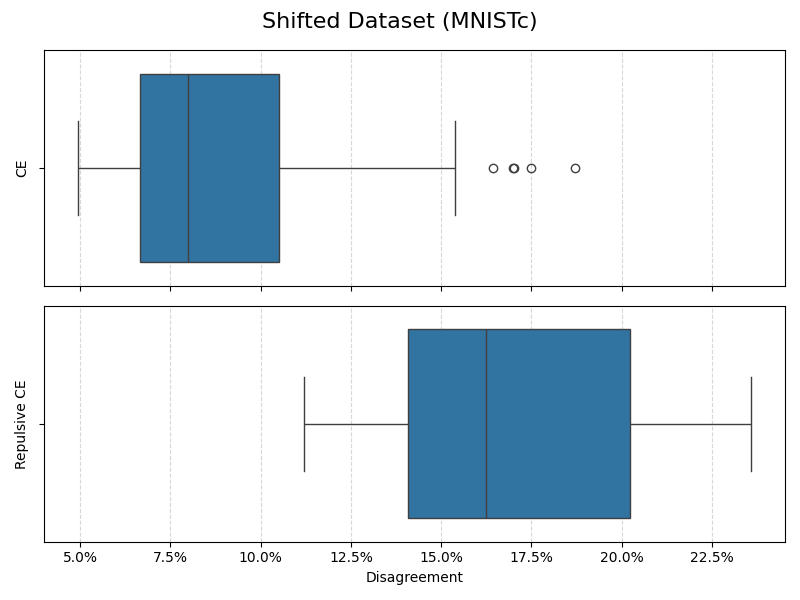 Shifted Dataset (MNISTc)
CE
Repulsive CE
5.0% 7.5% 10.0% 12.5% 15.0% 17.5% 20.0% 22.5%
Disagreement